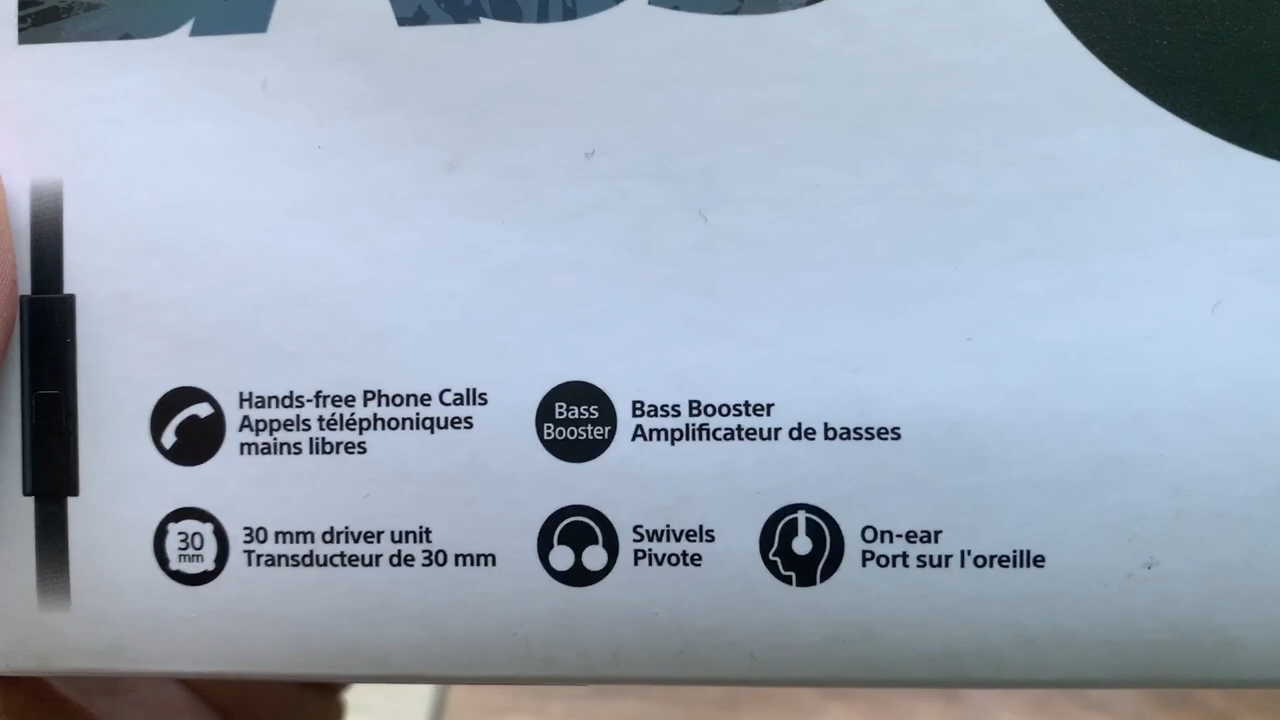 Hands-free Phone Calls
Appels téléphoniques
mains libres
Bass
Booster
Bass Booster
Amplificateur de basses
30
mm
30 mm driver unit
Transducteur de 30 mm
Swivels
Pivote
On-ear
Port sur l'oreille